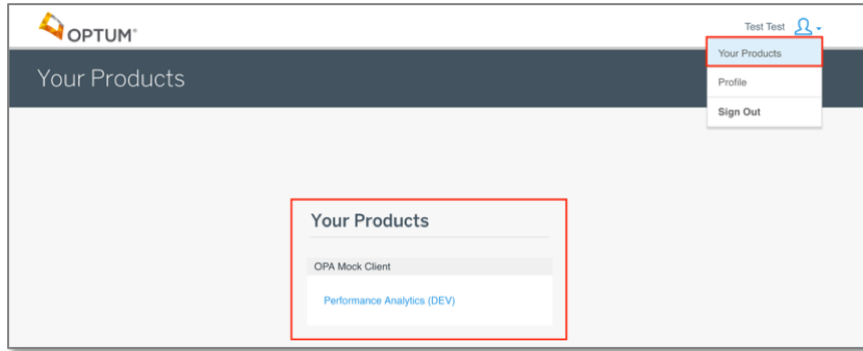 OPTUM®
Test Test
Your Products
Profile
Sign Out
Your Products
Your Products
OPA Mock Client
Performance Analytics (DEV)